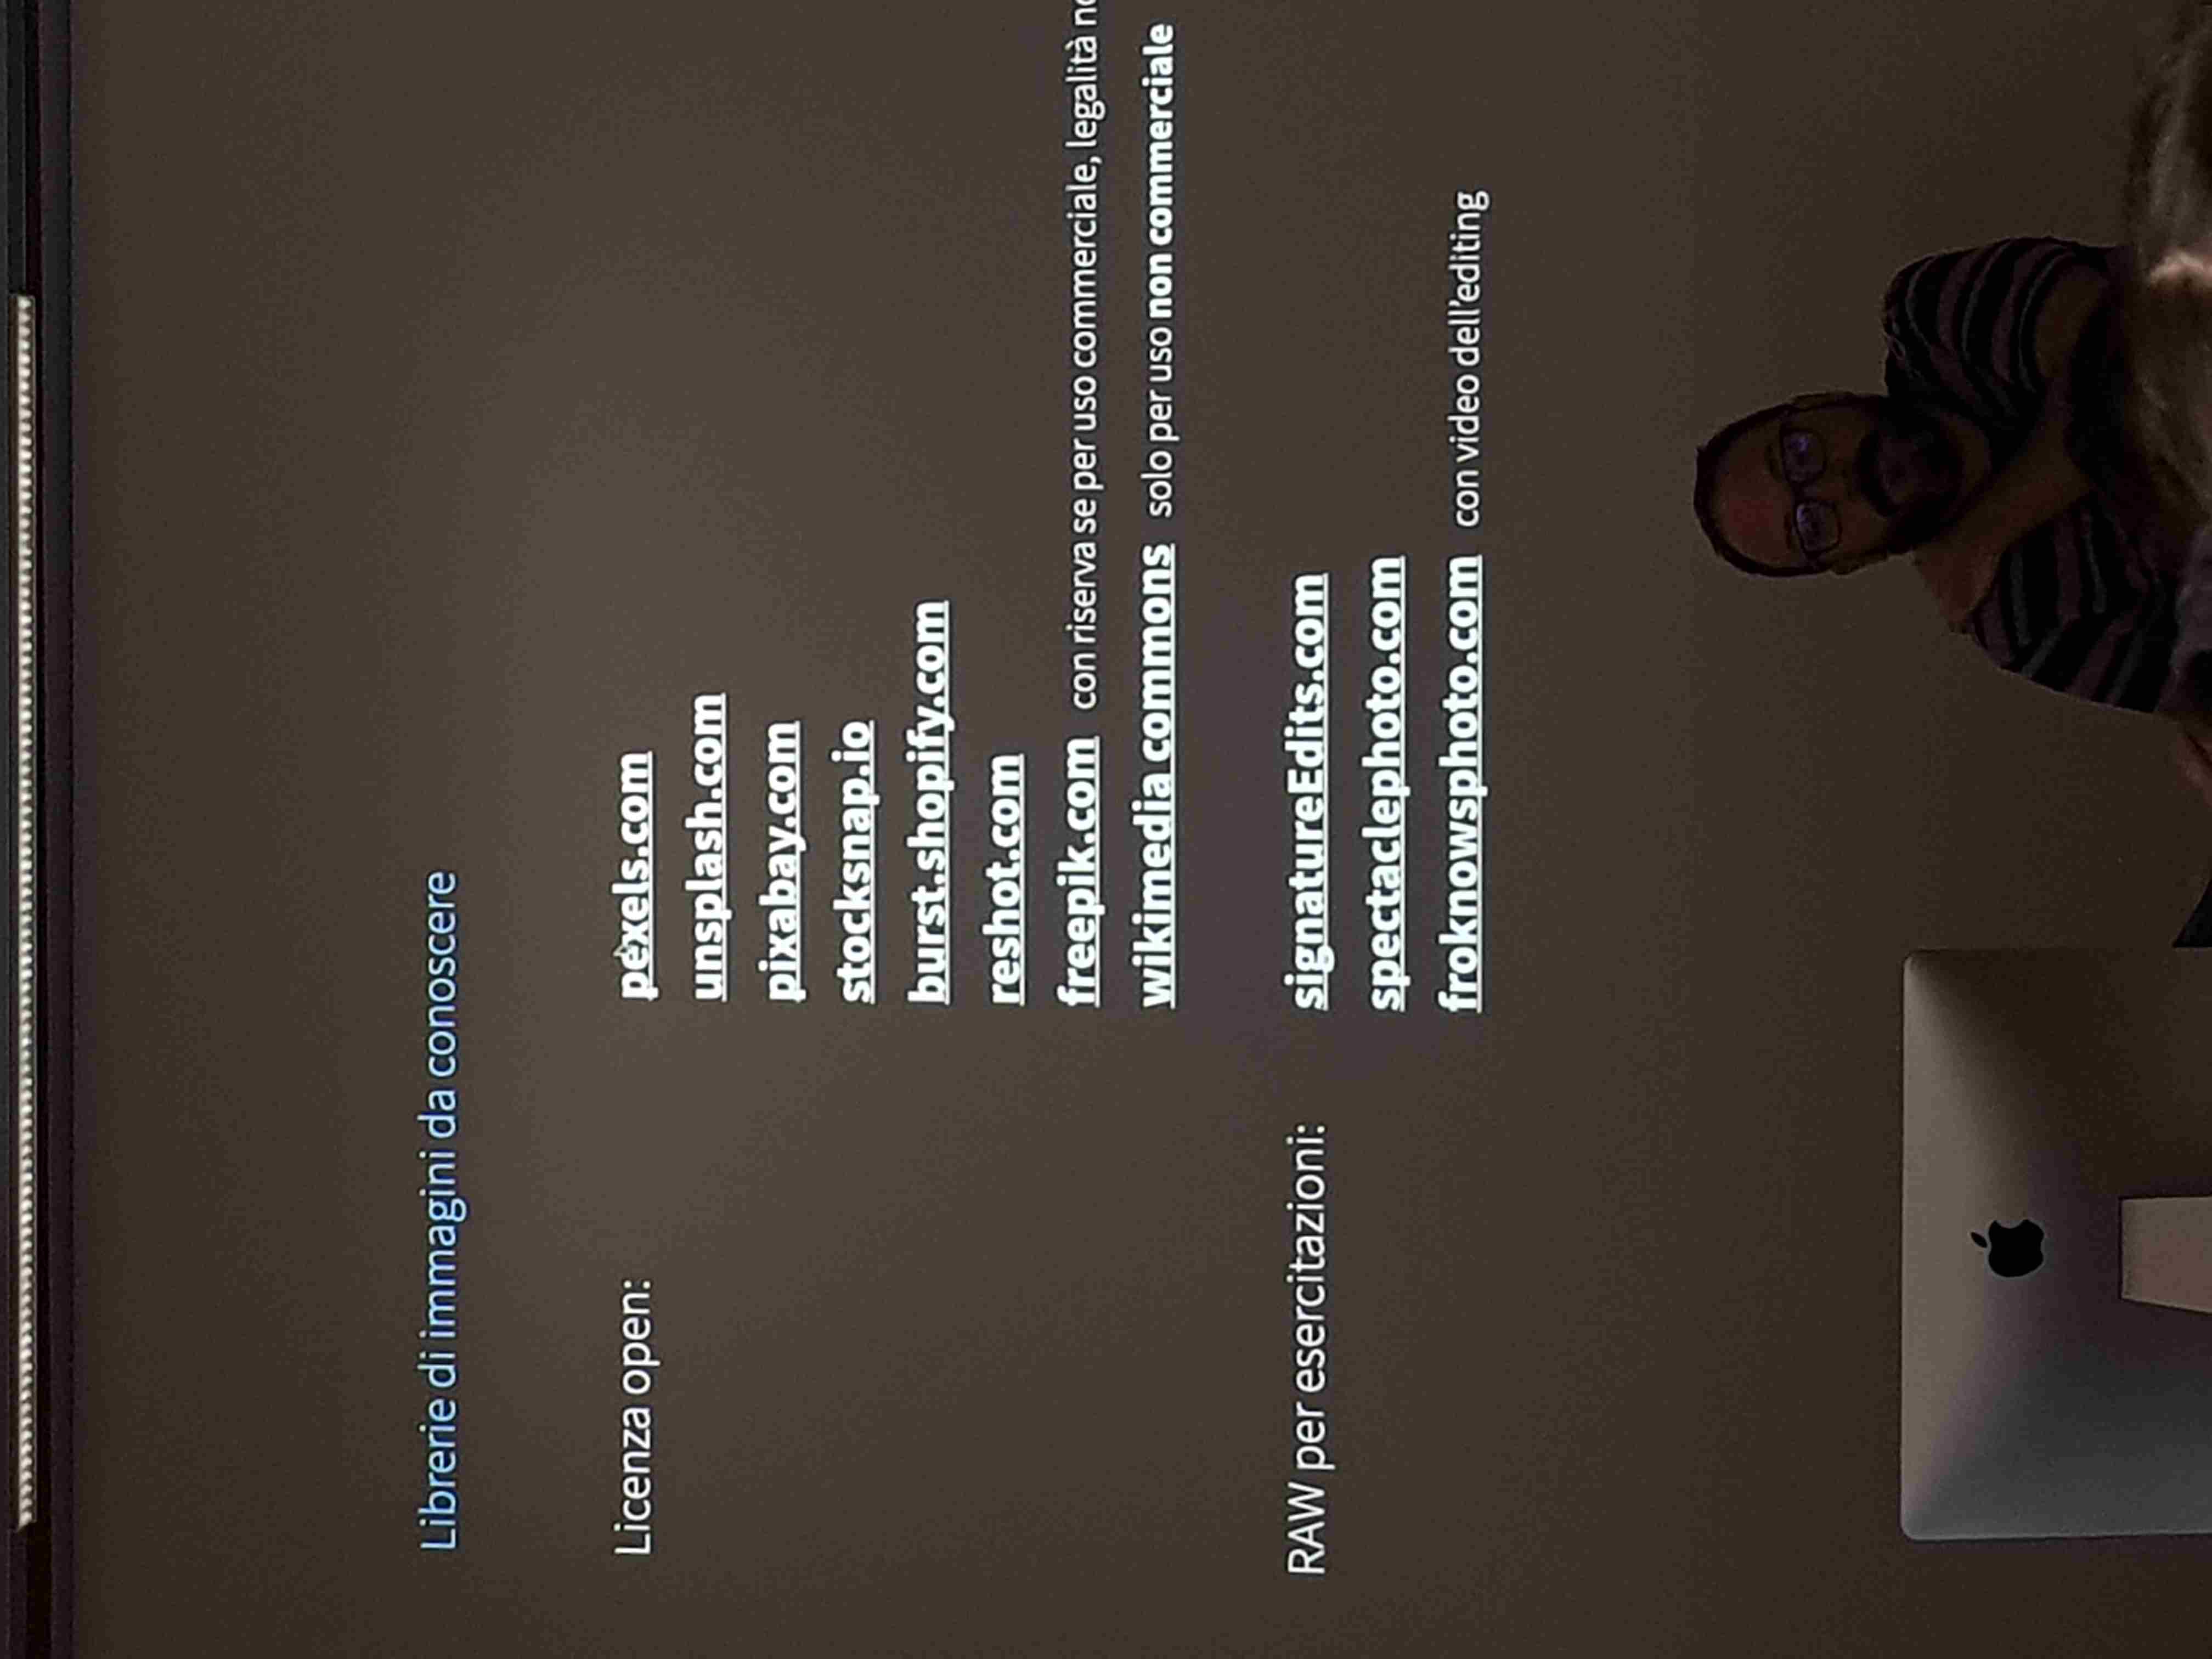 Librerie di immagini da conoscere
Licenza open: pexels.com
unsplash.com
pixabay.com
stocksnap.io
burst.shopify.com
reshot.com
freepik.com con riserva se per uso commerciale, legalità
wikimedia commons solo per uso non commerciale
RAW per esercitazioni: signatureEdits.com
spectaclephoto.com
froknowsphoto.com con video dell'editing